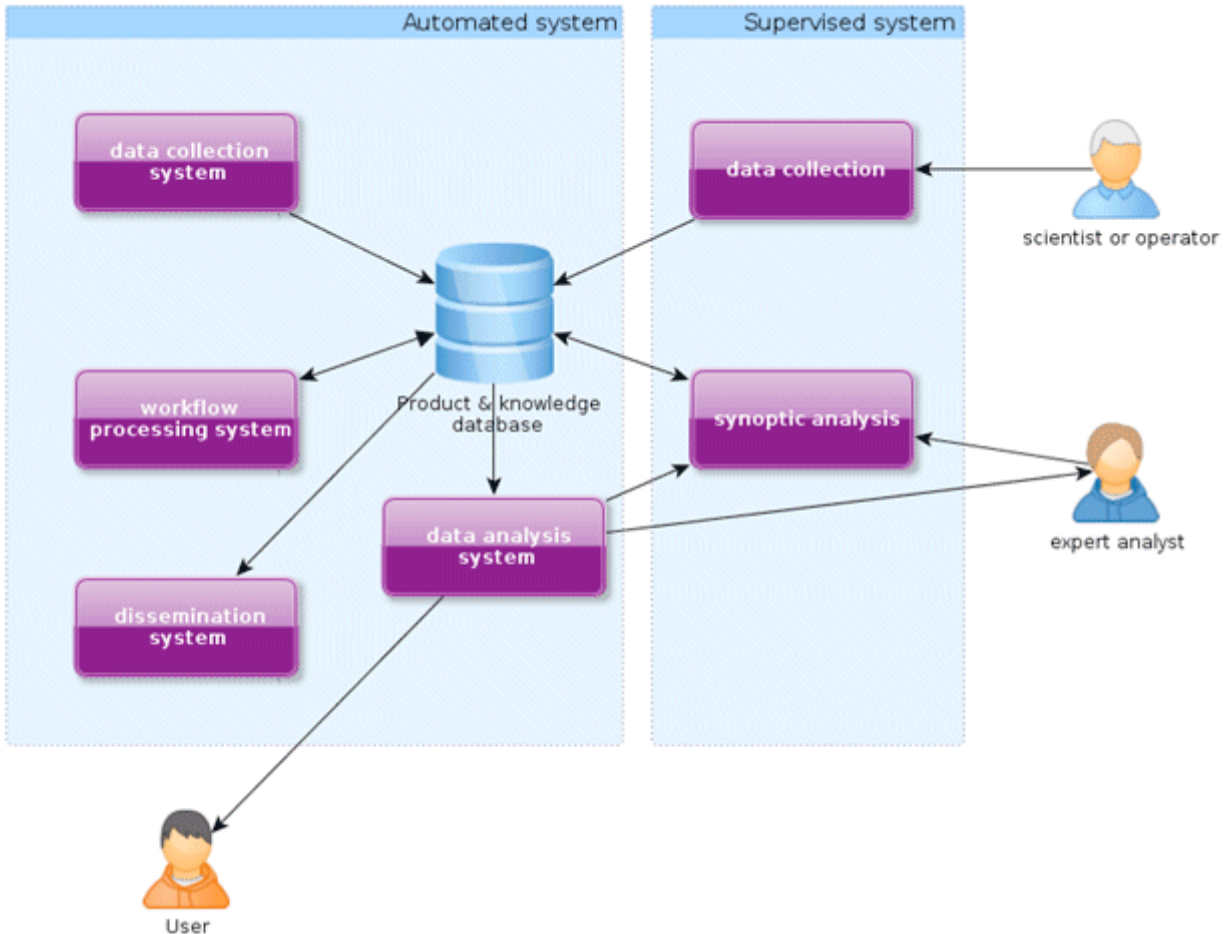 Automated system
Supervised system
data collection
system
data collection
scientist or operator
Product & knowledge
database
workflow
processing system
synoptic analysis
expert analyst
data analysis
system
dissemination
system
User